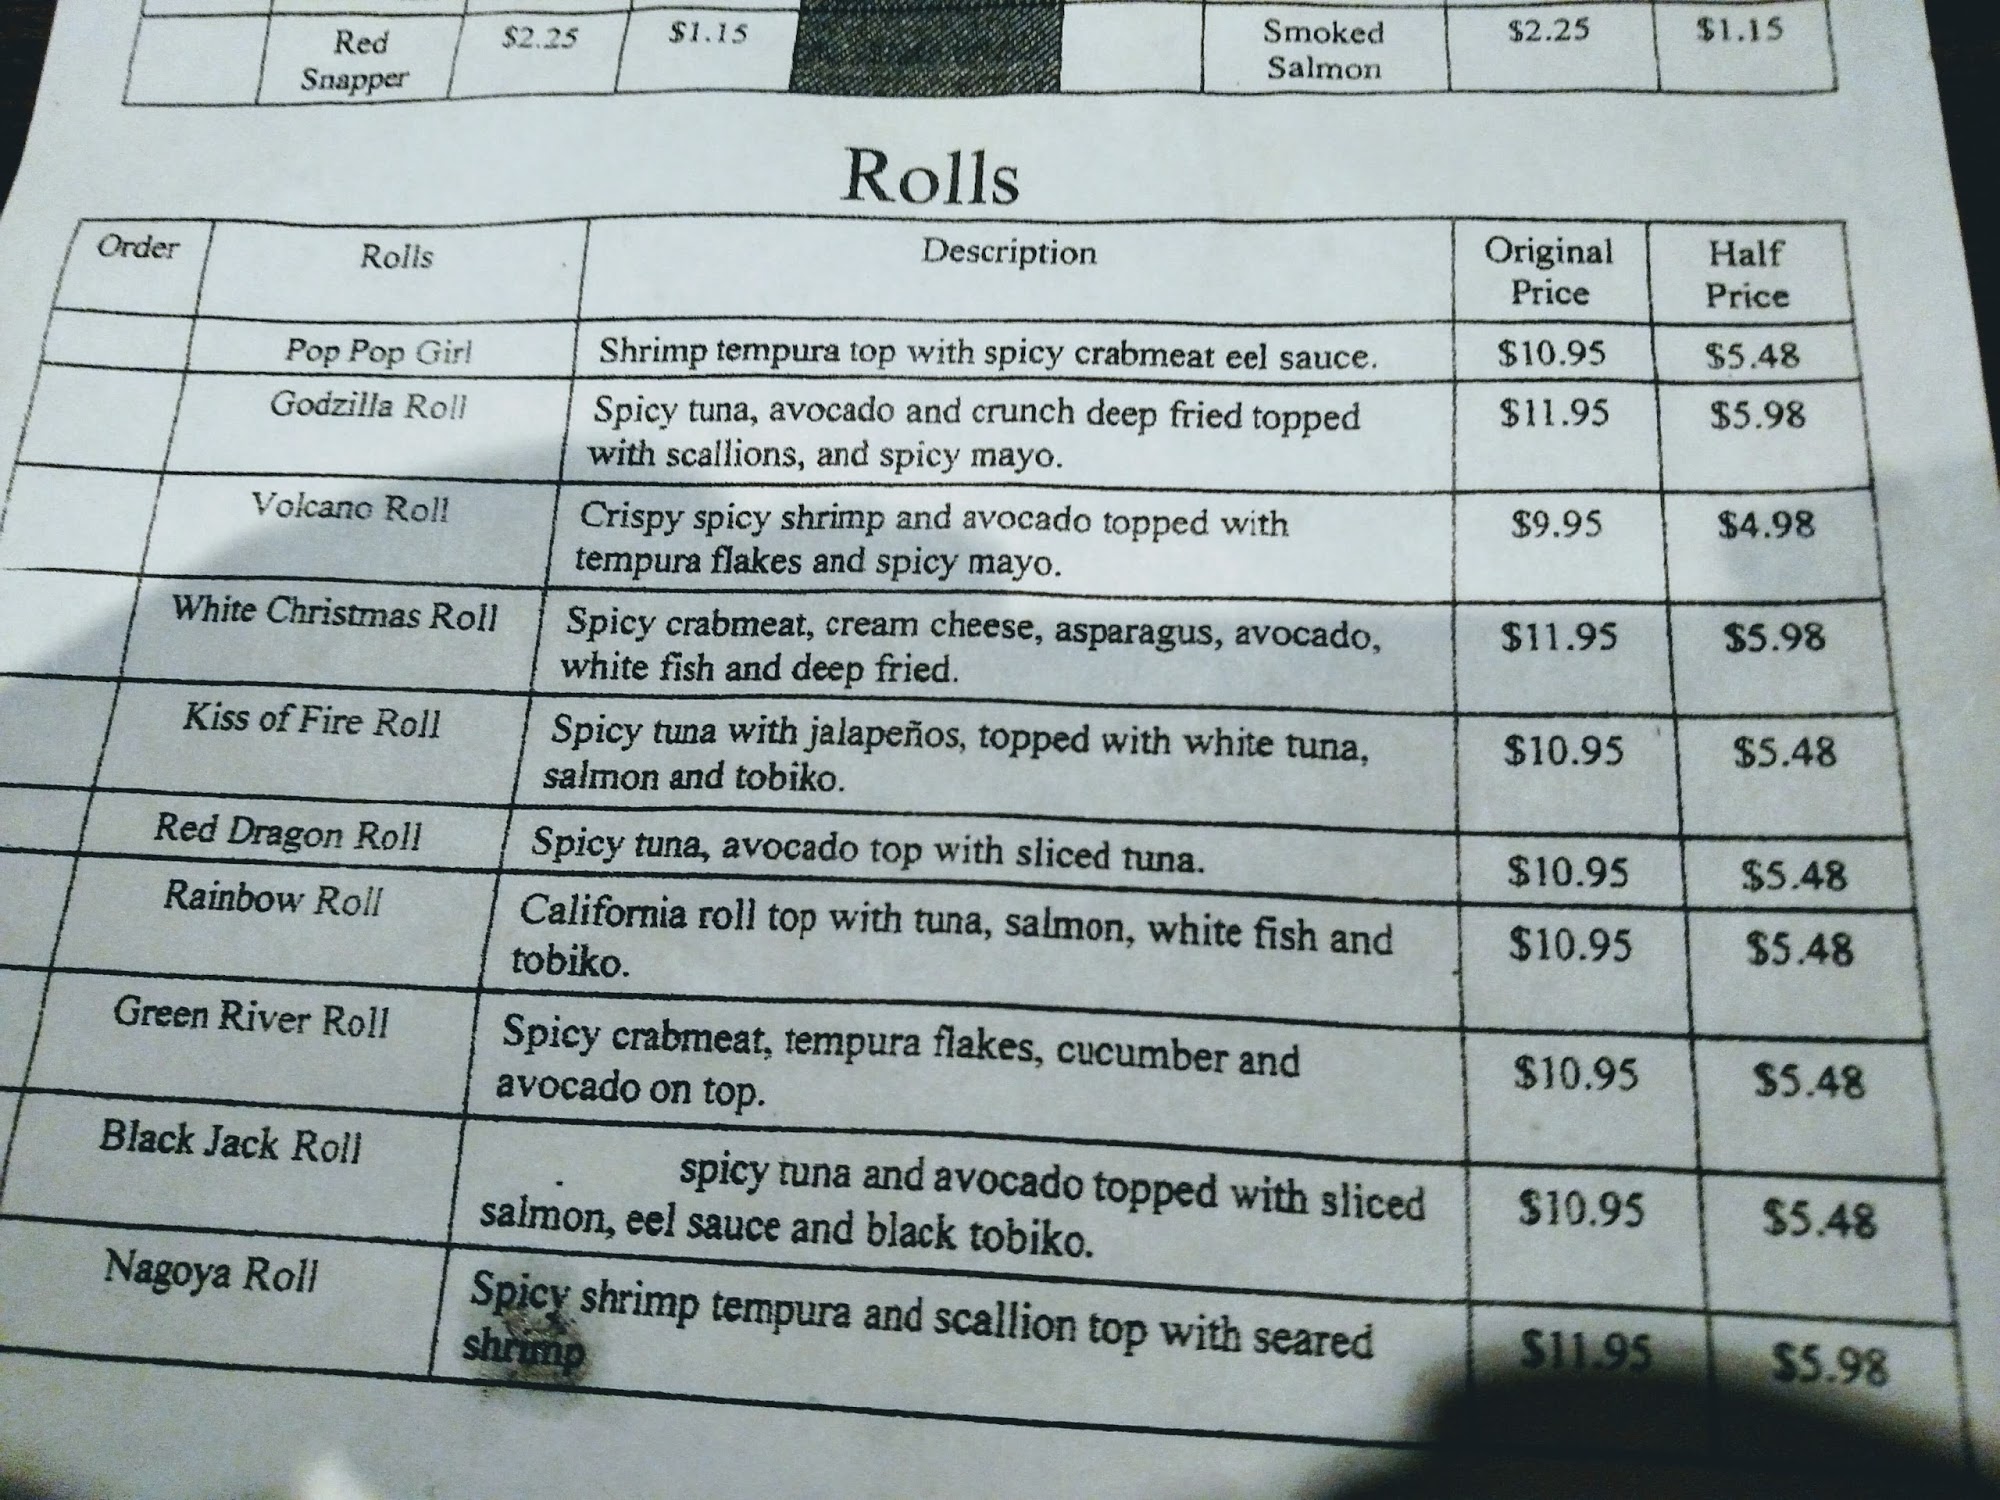 Red $2.25 $1.15 Smoked $2.25 $1.15
Snapper Salmon
Rolls
Order Rolls Description Original Half
Price Price
Pop Pop Girl Shrimp tempura top with spicy crabmeat eel sauce. $10.95 $5.48
Godzilla Roll Spicy tuna, avocado and crunch deep fried topped $11.95 $5.98
with scallions, and spicy mayo.
Volcano Roll Crispy spicy shrimp and avocado topped with $9.95 $4.98
tempura flakes and spicy mayo.
White Christmas Roll Spicy crabmeat, cream cheese, asparagus, avocado, $11.95 $5.98
white fish and deep fried.
Kiss of Fire Roll Spicy tuna with jalapeños, topped with white tuna, $10.95 $5.48
salmon and tobiko.
Red Dragon Roll Spicy tuna, avocado top with sliced tuna. $10.95 $5.48
Rainbow Roll California roll top with tuna, salmon, white fish and $10.95 $5.48
tobiko.
Green River Roll Spicy crabmeat, tempura flakes, cucumber and $10.95 $5.48
avocado on top.
Black Jack Roll spicy tuna and avocado topped with sliced $10.95 $5.48
salmon, eel sauce and black tobiko.
Nagoya Roll Spicy shrimp tempura and scallion top with seared $11.95 $5.98
shrimp